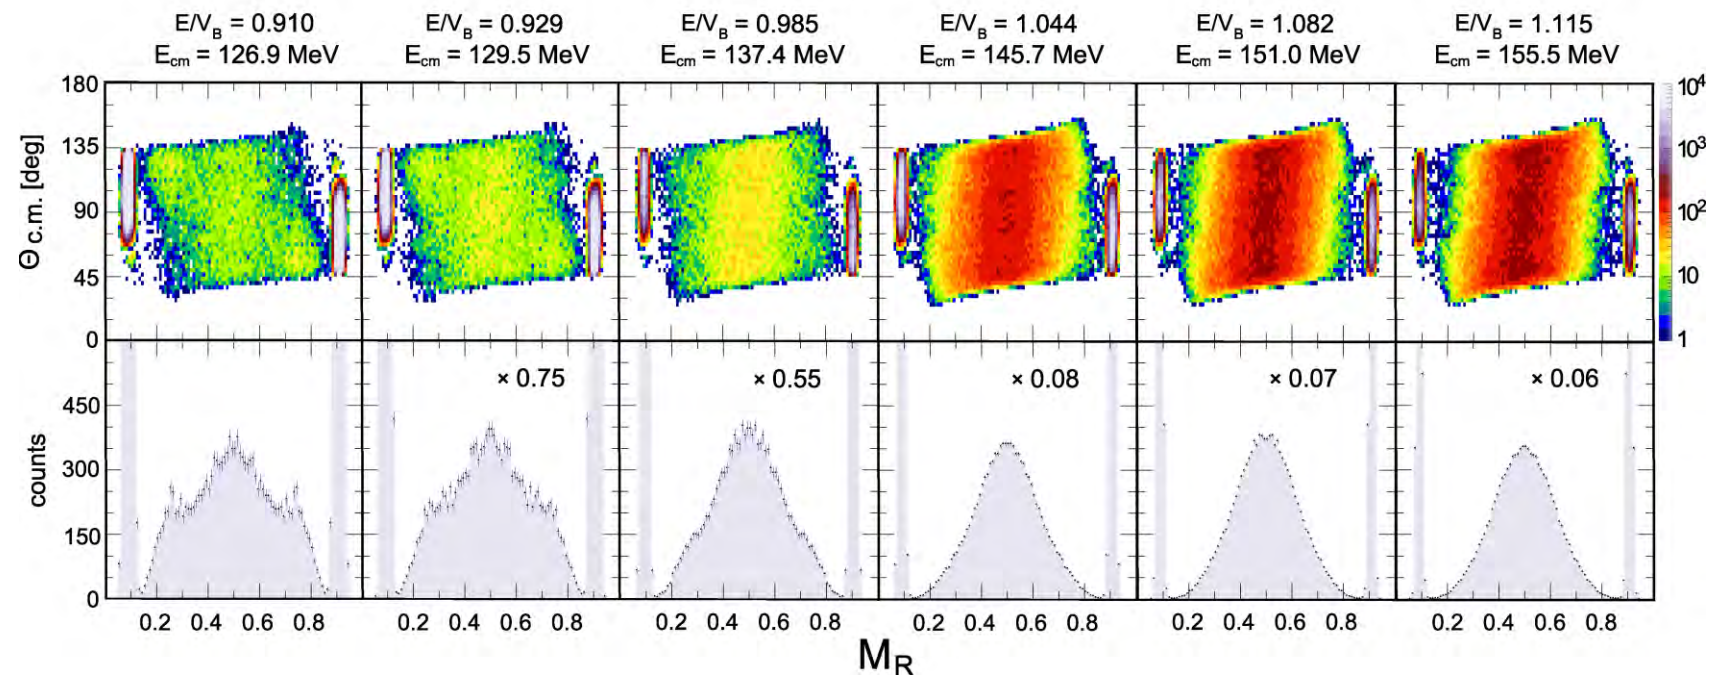 E/V_B = 0.910
E_cm = 126.9 MeV
E/V_B = 0.929
E_cm = 129.5 MeV
E/V_B = 0.985
E_cm = 137.4 MeV
E/V_B = 1.044
E_cm = 145.7 MeV
E/V_B = 1.082
E_cm = 151.0 MeV
E/V_B = 1.115
E_cm = 155.5 MeV
Θ_c.m. [deg]
180
135
90
45
0
10^4
10^3
10^2
10
1
counts
450
300
150
0
× 0.75
× 0.55
× 0.08
× 0.07
× 0.06
0.2 0.4 0.6 0.8
0.2 0.4 0.6 0.8
0.2 0.4 0.6 0.8
0.2 0.4 0.6 0.8
0.2 0.4 0.6 0.8
0.2 0.4 0.6 0.8
M_R